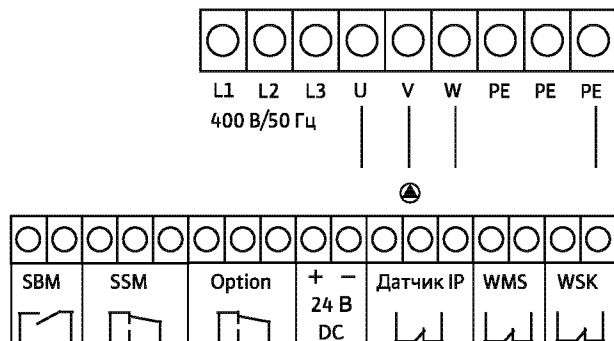 L1 L2 L3 U V W PE PE PE
400 В/50 Гц
SBM SSM Option + − Датчик IP WMS WSK
24 В
DC